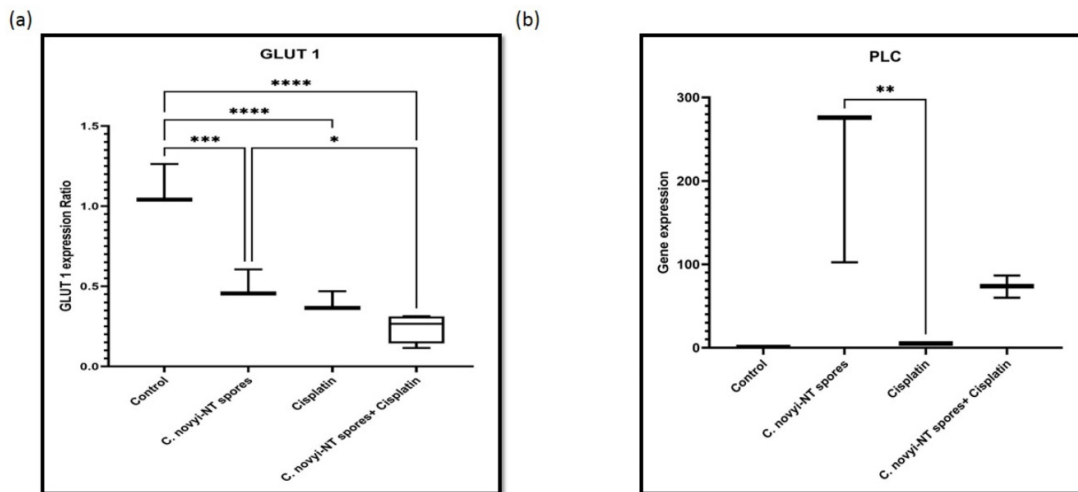 (a)
GLUT 1
****
****
***
*
1.5
1.0
0.5
0.0
GLUT 1 expression Ratio
Control
C. novyi-NT spores
Cisplatin
C. novyi-NT spores+ Cisplatin
(b)
PLC
**
300
200
100
0
Gene expression
Control
C. novyi-NT spores
Cisplatin
C. novyi-NT spores+ Cisplatin